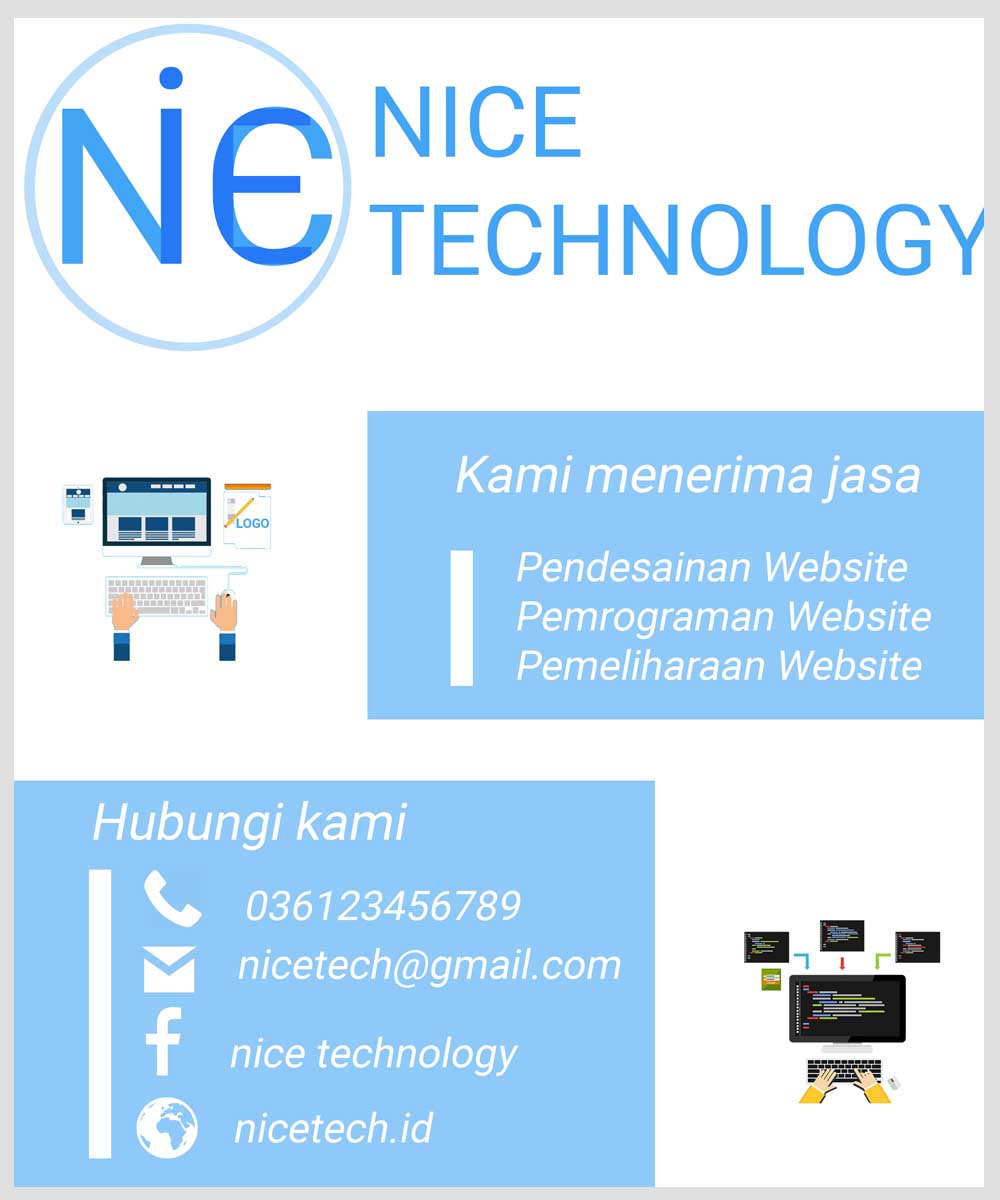 NiE
NICE
TECHNOLOGY
Kami menerima jasa
LOGO
Pendesainan Website
Pemrograman Website
Pemeliharaan Website
Hubungi kami
036123456789
nicetech@gmail.com
nice technology
nicetech.id